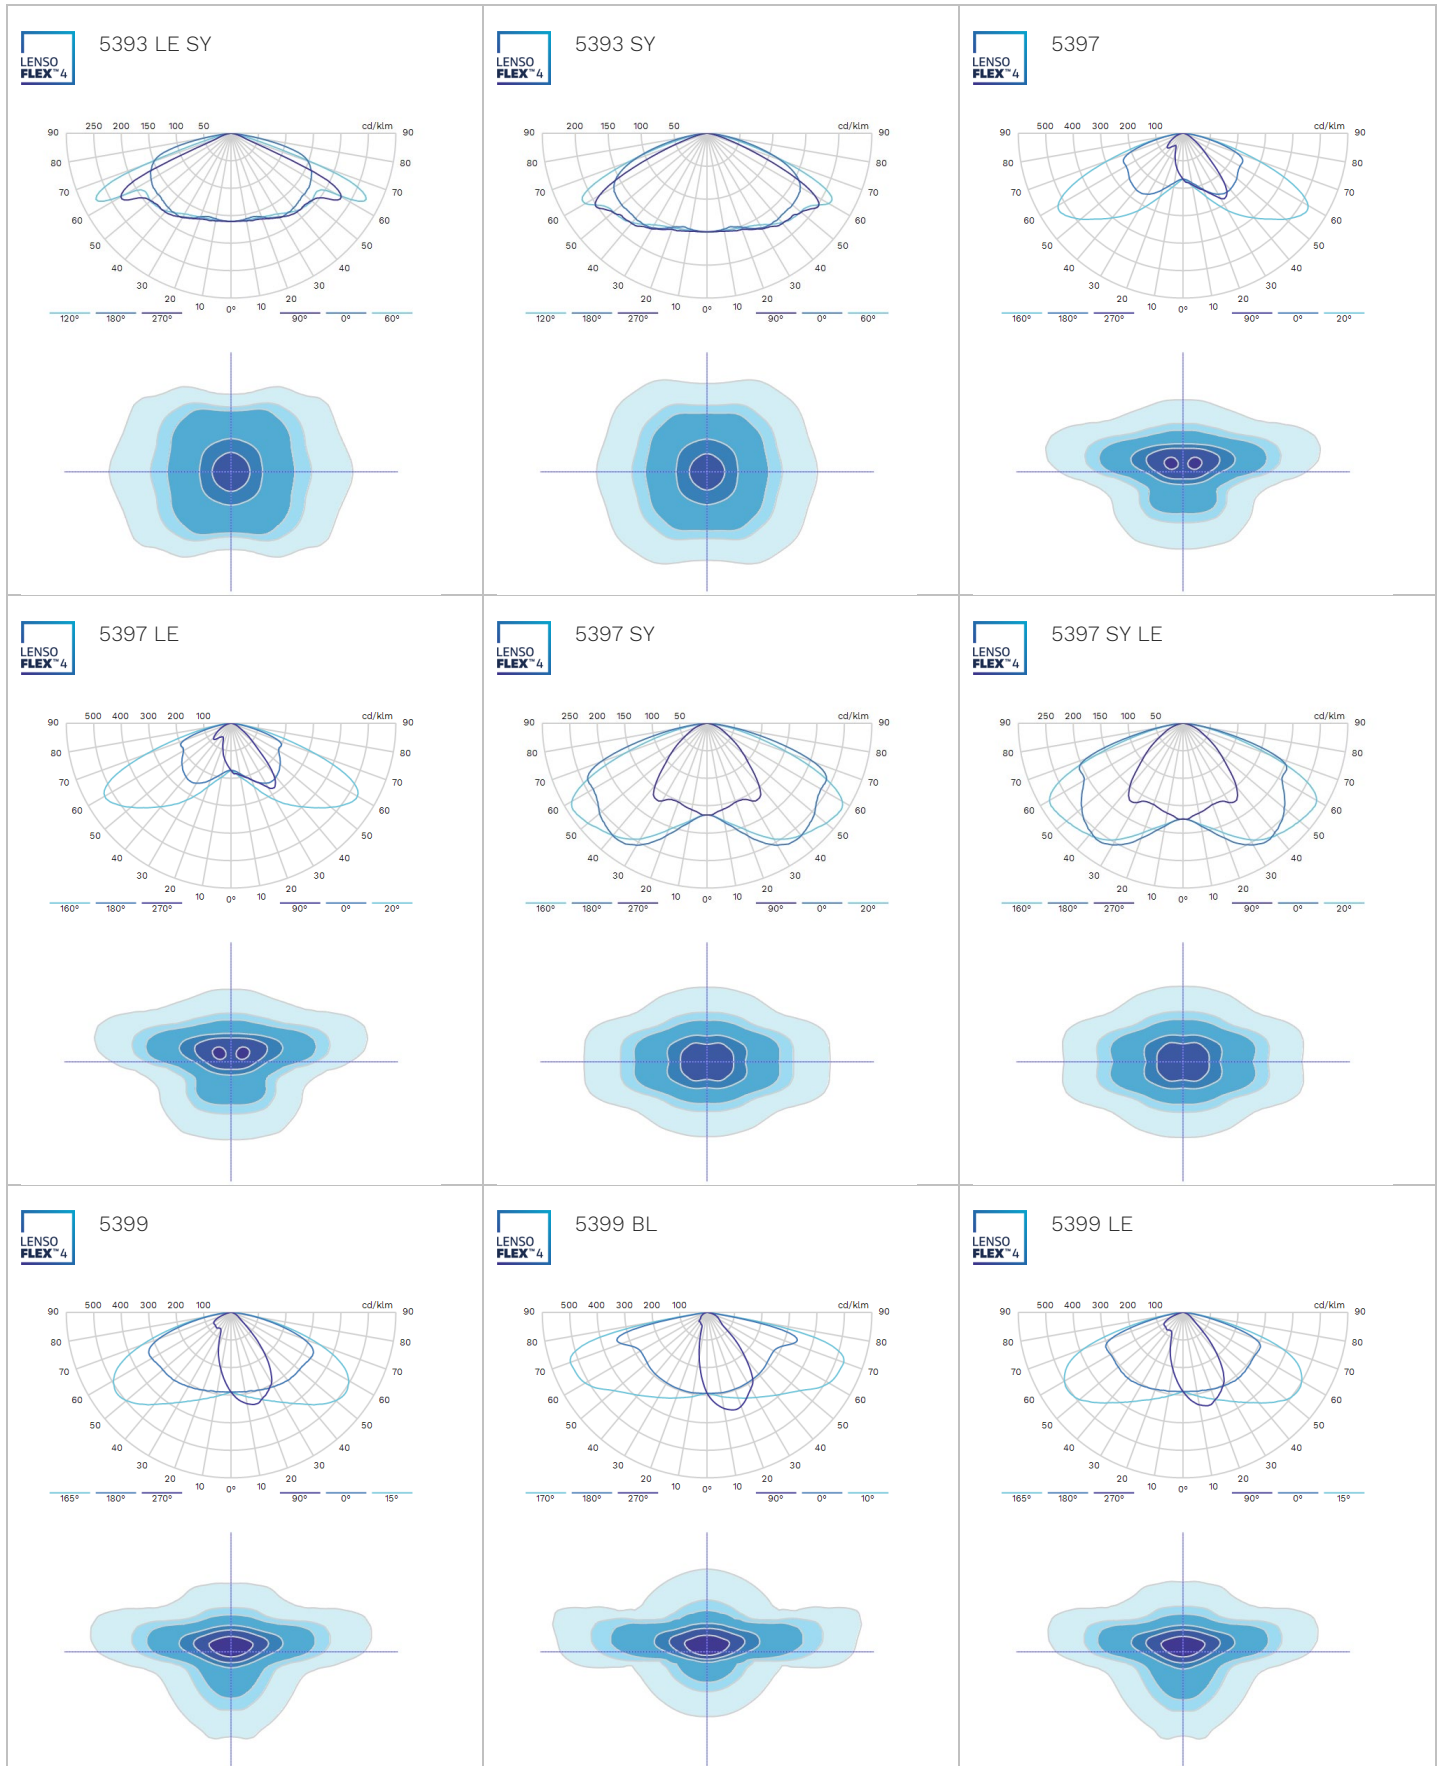 5393 LE SY
LENSO
FLEX™4
250 200 150 100 50 cd/klm
90 90
80 80
70 70
60 60
50 50
40 40
30 30
20 20
10 0° 10
120° 180° 270° 90° 0° 60°
5393 SY
LENSO
FLEX™4
200 150 100 50 cd/klm
90 90
80 80
70 70
60 60
50 50
40 40
30 30
20 20
10 0° 10
120° 180° 270° 90° 0° 60°
5397
LENSO
FLEX™4
500 400 300 200 100 cd/klm
90 90
80 80
70 70
60 60
50 50
40 40
30 30
20 20
10 0° 10
160° 180° 270° 90° 0° 20°
5397 LE
LENSO
FLEX™4
500 400 300 200 100 cd/klm
90 90
80 80
70 70
60 60
50 50
40 40
30 30
20 20
10 0° 10
160° 180° 270° 90° 0° 20°
5397 SY
LENSO
FLEX™4
250 200 150 100 50 cd/klm
90 90
80 80
70 70
60 60
50 50
40 40
30 30
20 20
10 0° 10
160° 180° 270° 90° 0° 20°
5397 SY LE
LENSO
FLEX™4
250 200 150 100 50 cd/klm
90 90
80 80
70 70
60 60
50 50
40 40
30 30
20 20
10 0° 10
160° 180° 270° 90° 0° 20°
5399
LENSO
FLEX™4
500 400 300 200 100 cd/klm
90 90
80 80
70 70
60 60
50 50
40 40
30 30
20 20
10 0° 10
165° 180° 270° 90° 0° 15°
5399 BL
LENSO
FLEX™4
500 400 300 200 100 cd/klm
90 90
80 80
70 70
60 60
50 50
40 40
30 30
20 20
10 0° 10
170° 180° 270° 90° 0° 10°
5399 LE
LENSO
FLEX™4
500 400 300 200 100 cd/klm
90 90
80 80
70 70
60 60
50 50
40 40
30 30
20 20
10 0° 10
165° 180° 270° 90° 0° 15°